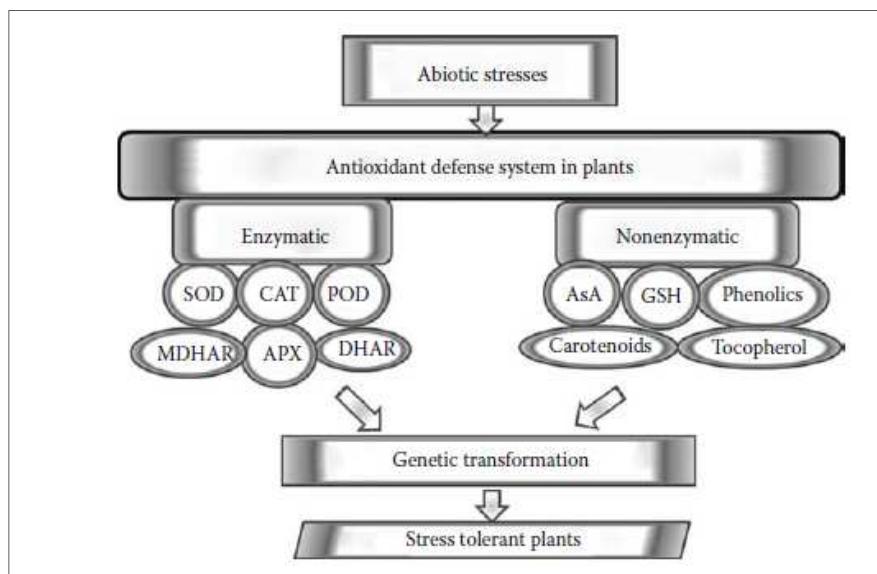 Abiotic stresses
Antioxidant defense system in plants
Enzymatic
Nonenzymatic
SOD
CAT
POD
AsA
GSH
Phenolics
MDHAR
APX
DHAR
Carotenoids
Tocopherol
Genetic transformation
Stress tolerant plants